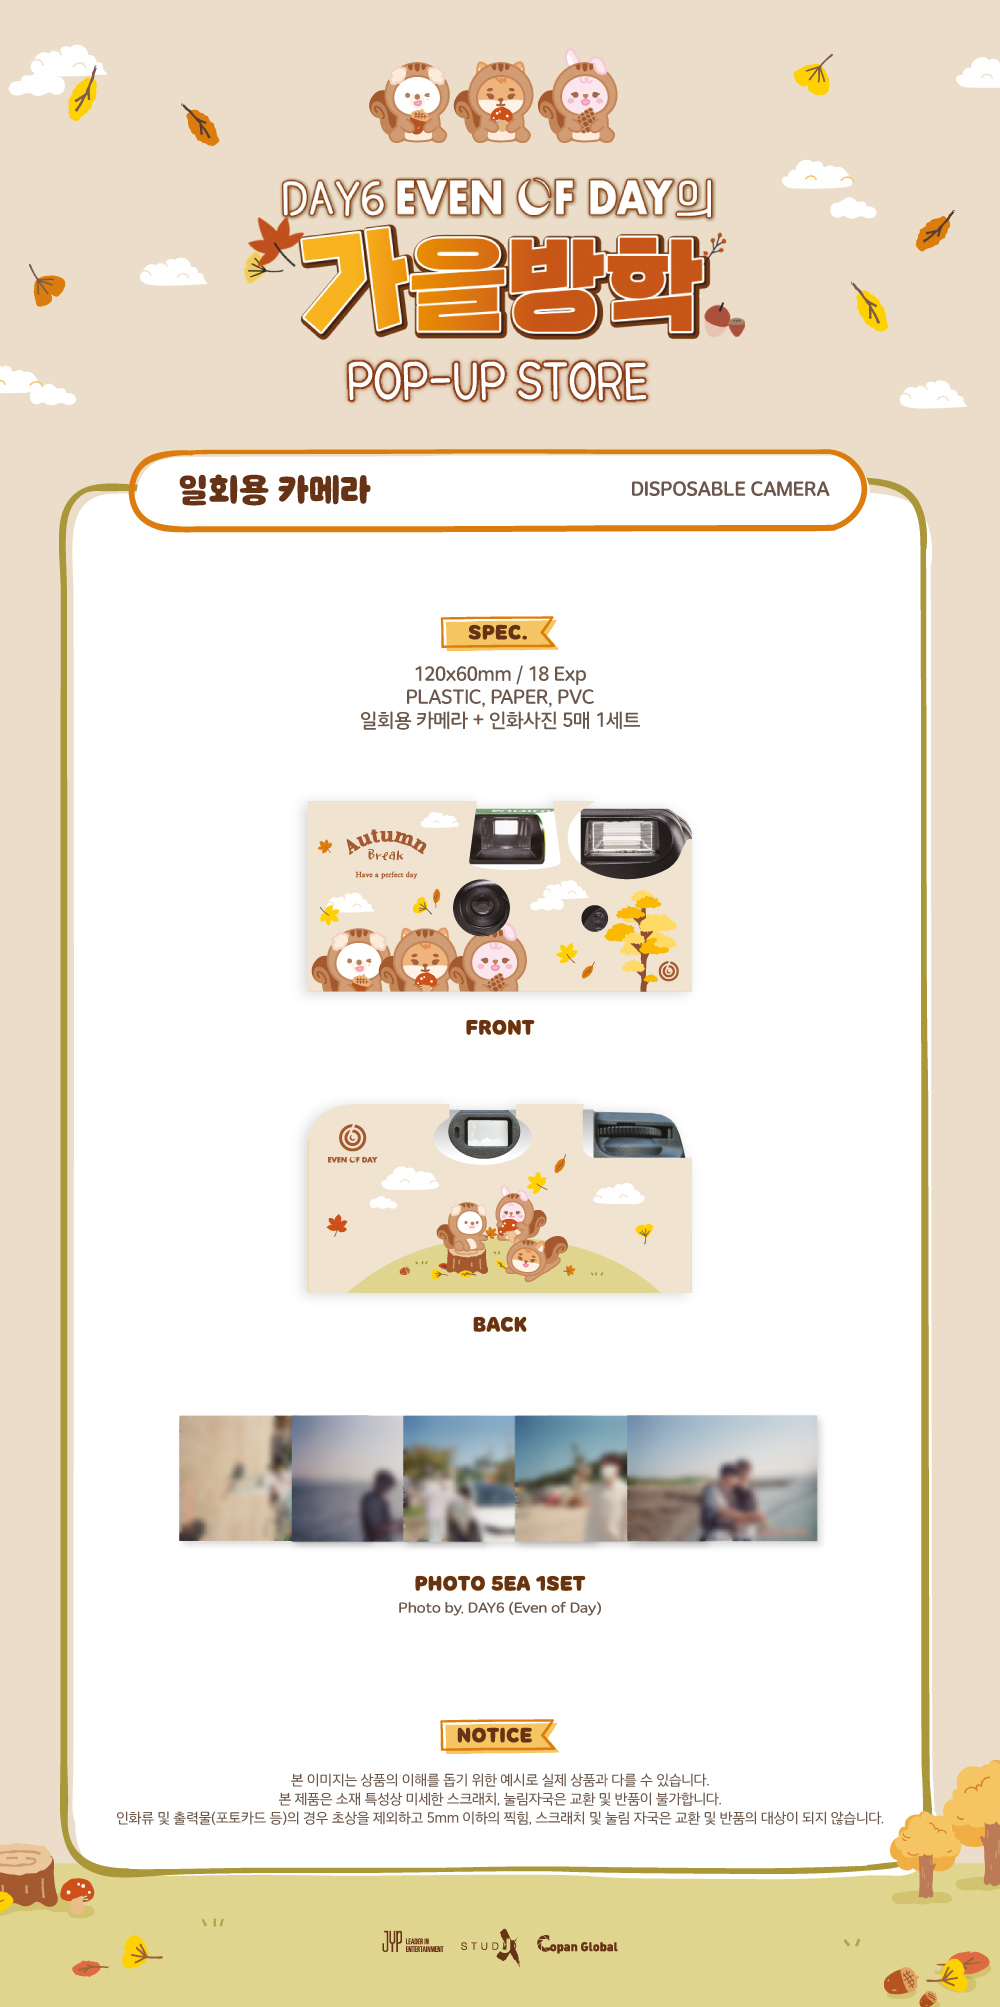 DAY6 EVEN OF DAY의
가을방학
POP-UP STORE
일회용 카메라
DISPOSABLE CAMERA
SPEC.
120x60mm / 18 Exp
PLASTIC, PAPER, PVC
일회용 카메라 + 인화사진 5매 1세트
Autumn
Break
Have a perfect day
FRONT
EVEN OF DAY
BACK
PHOTO 5EA 1SET
Photo by. DAY6 (Even of Day)
NOTICE
본 이미지는 상품의 이해를 돕기 위한 예시로 실제 상품과 다를 수 있습니다.
본 제품은 소재 특성상 미세한 스크래치, 눌림자국은 교환 및 반품이 불가합니다.
인화류 및 출력물(포토카드 등)의 경우 초상을 제외하고 5mm 이하의 찍힘, 스크래치 및 눌림 자국은 교환 및 반품의 대상이 되지 않습니다.
JYP LEADER IN ENTERTAINMENT
STUD
Copan Global